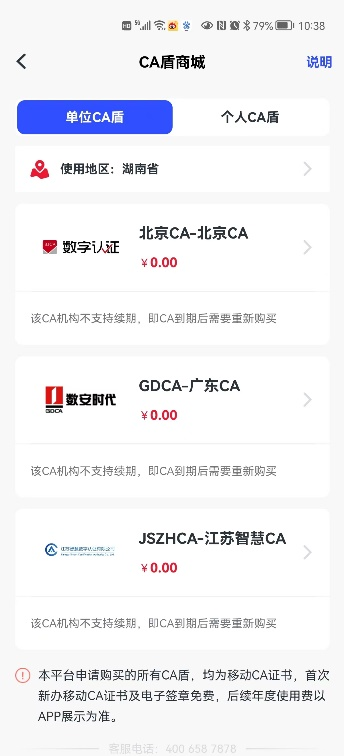 79% 10:38
CA盾商城
说明
单位CA盾
个人CA盾
使用地区：湖南省
数字认证
北京CA-北京CA
￥0.00
该CA机构不支持续期，即CA到期后需要重新购买
GDCA
数安时代
GDCA-广东CA
￥0.00
该CA机构不支持续期，即CA到期后需要重新购买
JSZHCA-江苏智慧CA
￥0.00
该CA机构不支持续期，即CA到期后需要重新购买
本平台申请购买的所有CA盾，均为移动CA证书，首次
新办移动CA证书及电子签章免费，后续年度使用费以
APP展示为准。
客服电话：400 658 7878